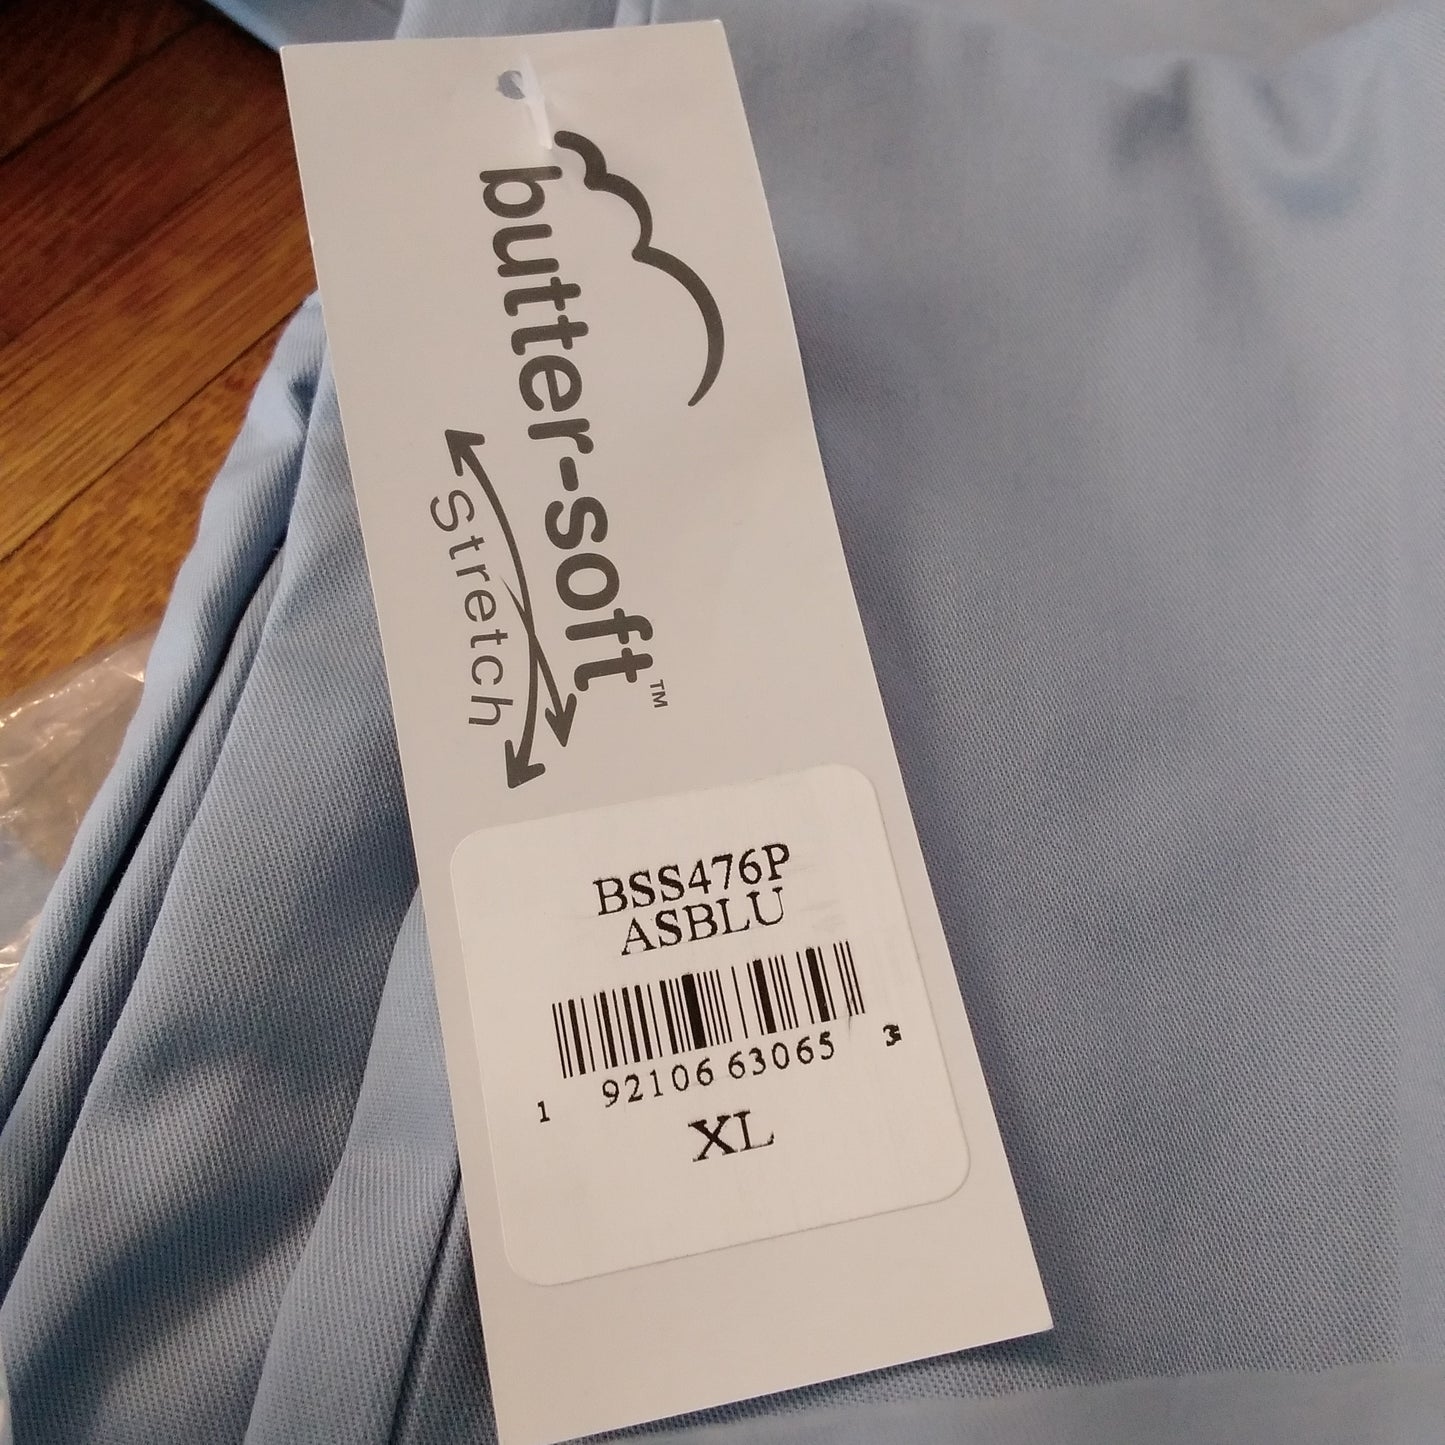 butter-soft™
Stretch
BSS476P
ASBLU
1 92106 63065 3
XL